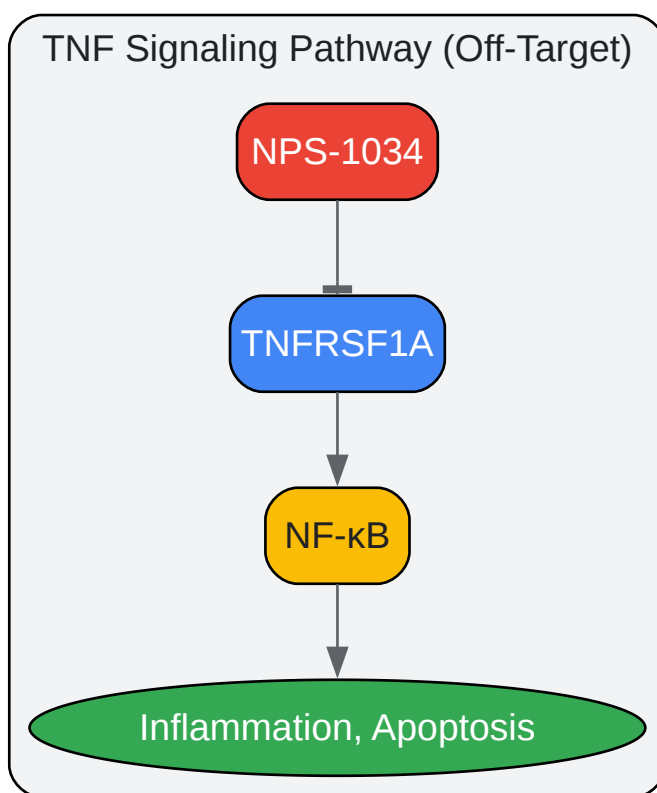 TNF Signaling Pathway (Off-Target)
NPS-1034
TNFRSF1A
NF-κB
Inflammation, Apoptosis